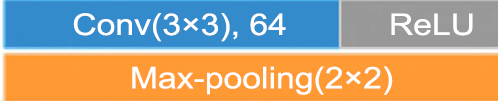 Conv(3×3), 64 ReLU
Max-pooling(2×2)